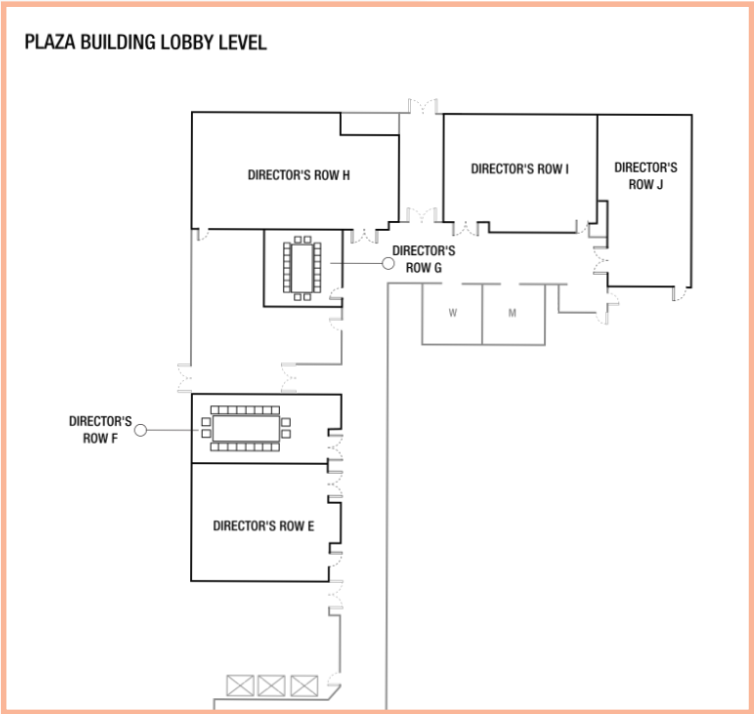 PLAZA BUILDING LOBBY LEVEL
DIRECTOR'S ROW H
DIRECTOR'S ROW I
DIRECTOR'S
ROW J
DIRECTOR'S
ROW G
W
M
DIRECTOR'S
ROW F
DIRECTOR'S ROW E